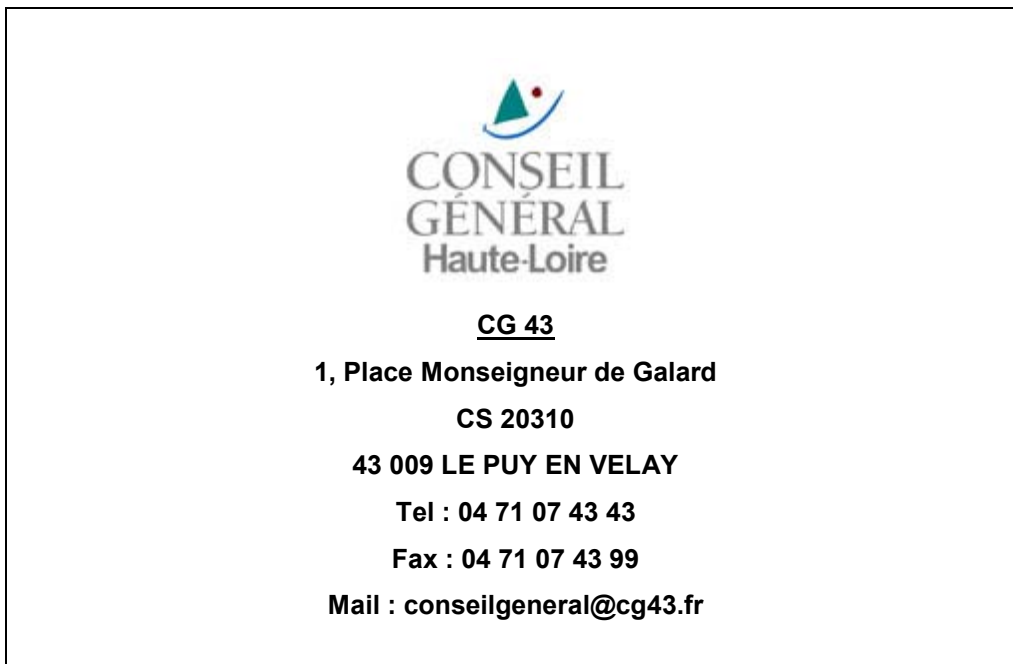 CONSEIL
GÉNÉRAL
Haute-Loire
CG 43
1, Place Monseigneur de Galard
CS 20310
43 009 LE PUY EN VELAY
Tel : 04 71 07 43 43
Fax : 04 71 07 43 99
Mail : conseilgeneral@cg43.fr